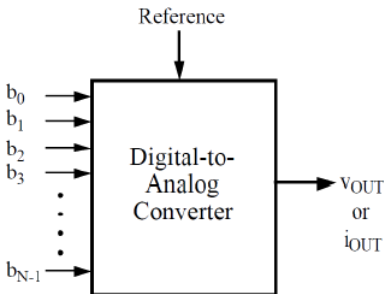 Reference
b0
b1
b2
b3
bN-1
Digital-to-
Analog
Converter
vOUT
or
iOUT